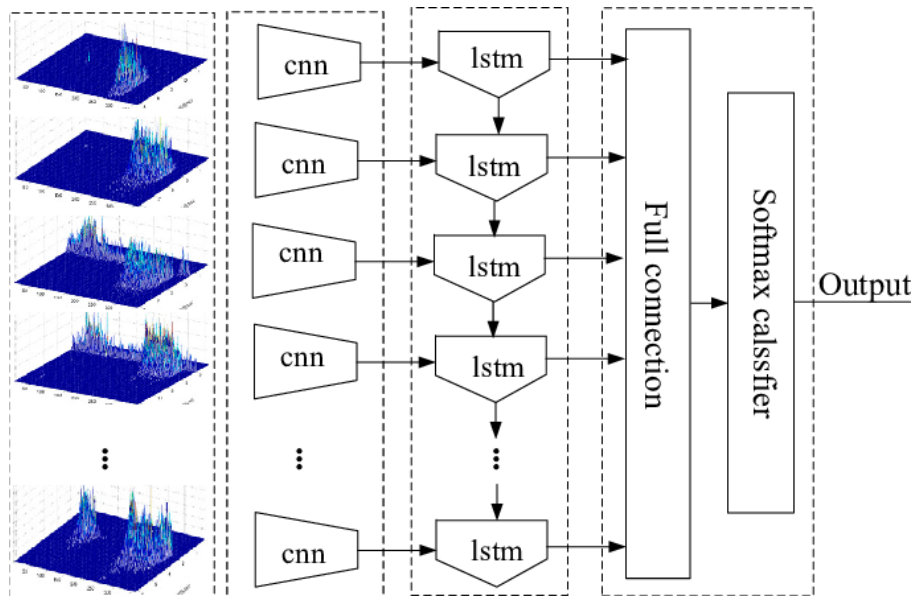 cnn
lstm
cnn
lstm
cnn
lstm
cnn
lstm
cnn
lstm
Full connection
Softmax calssfier
Output